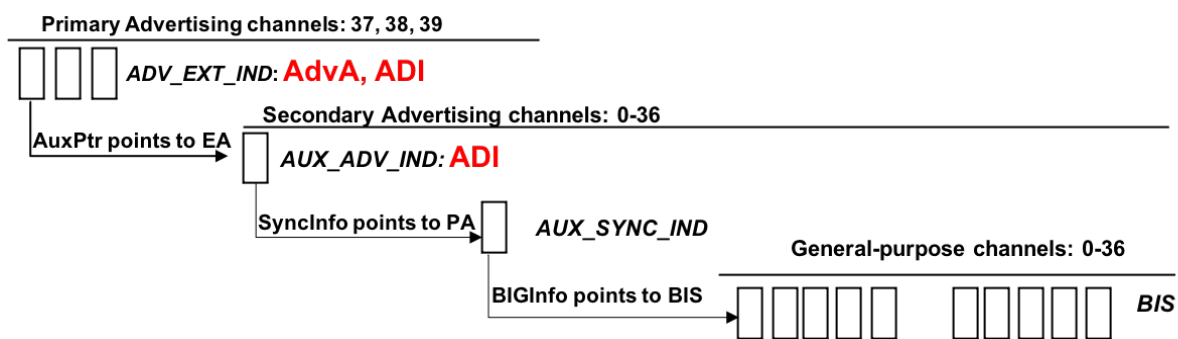 Primary Advertising channels: 37, 38, 39
ADV_EXT_IND: AdvA, ADI
Secondary Advertising channels: 0-36
AuxPtr points to EA
AUX_ADV_IND: ADI
SyncInfo points to PA
AUX_SYNC_IND
General-purpose channels: 0-36
BIGInfo points to BIS
BIS